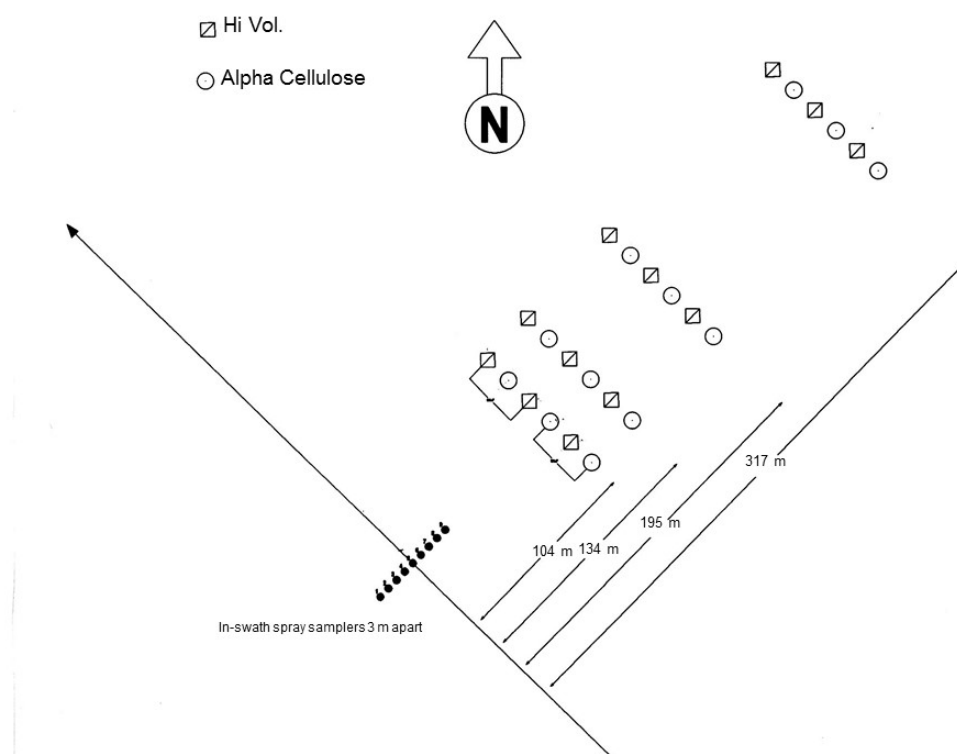 Hi Vol.
Alpha Cellulose
N
317 m
195 m
104 m
134 m
In-swath spray samplers 3 m apart